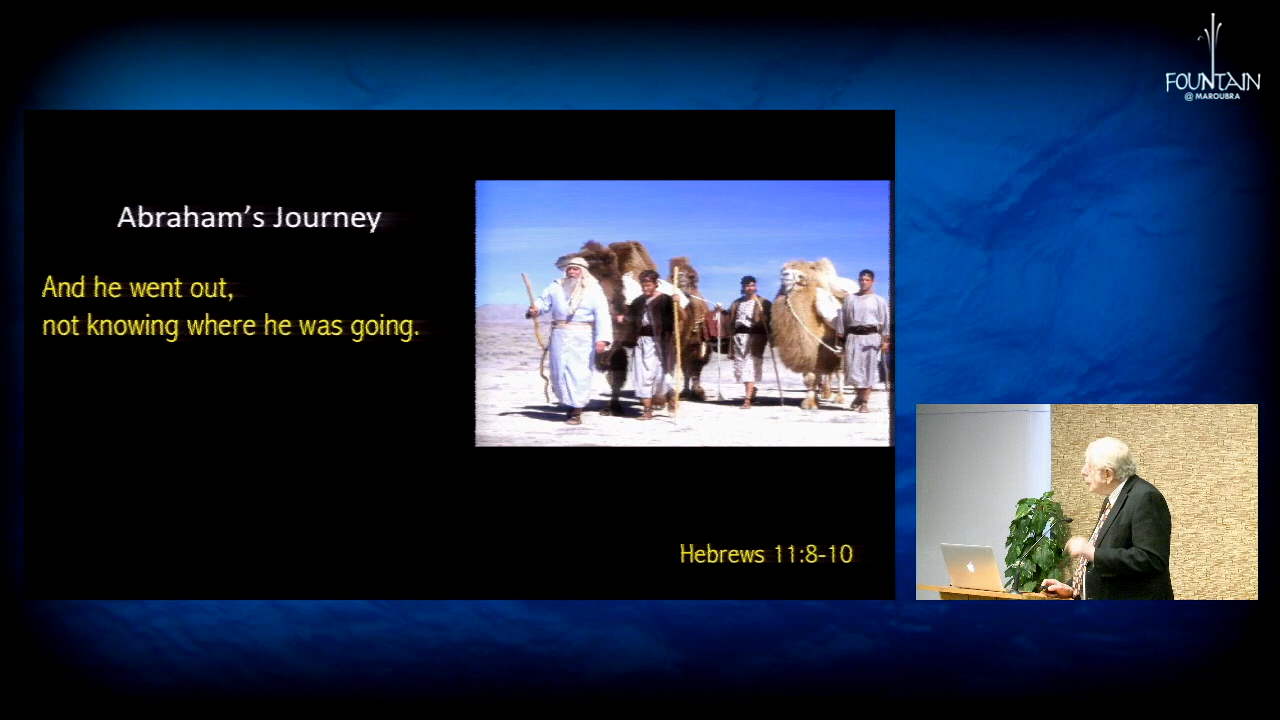 FOUNTAIN
@ MAROUBRA
Abraham’s Journey
And he went out,
not knowing where he was going.
Hebrews 11:8-10